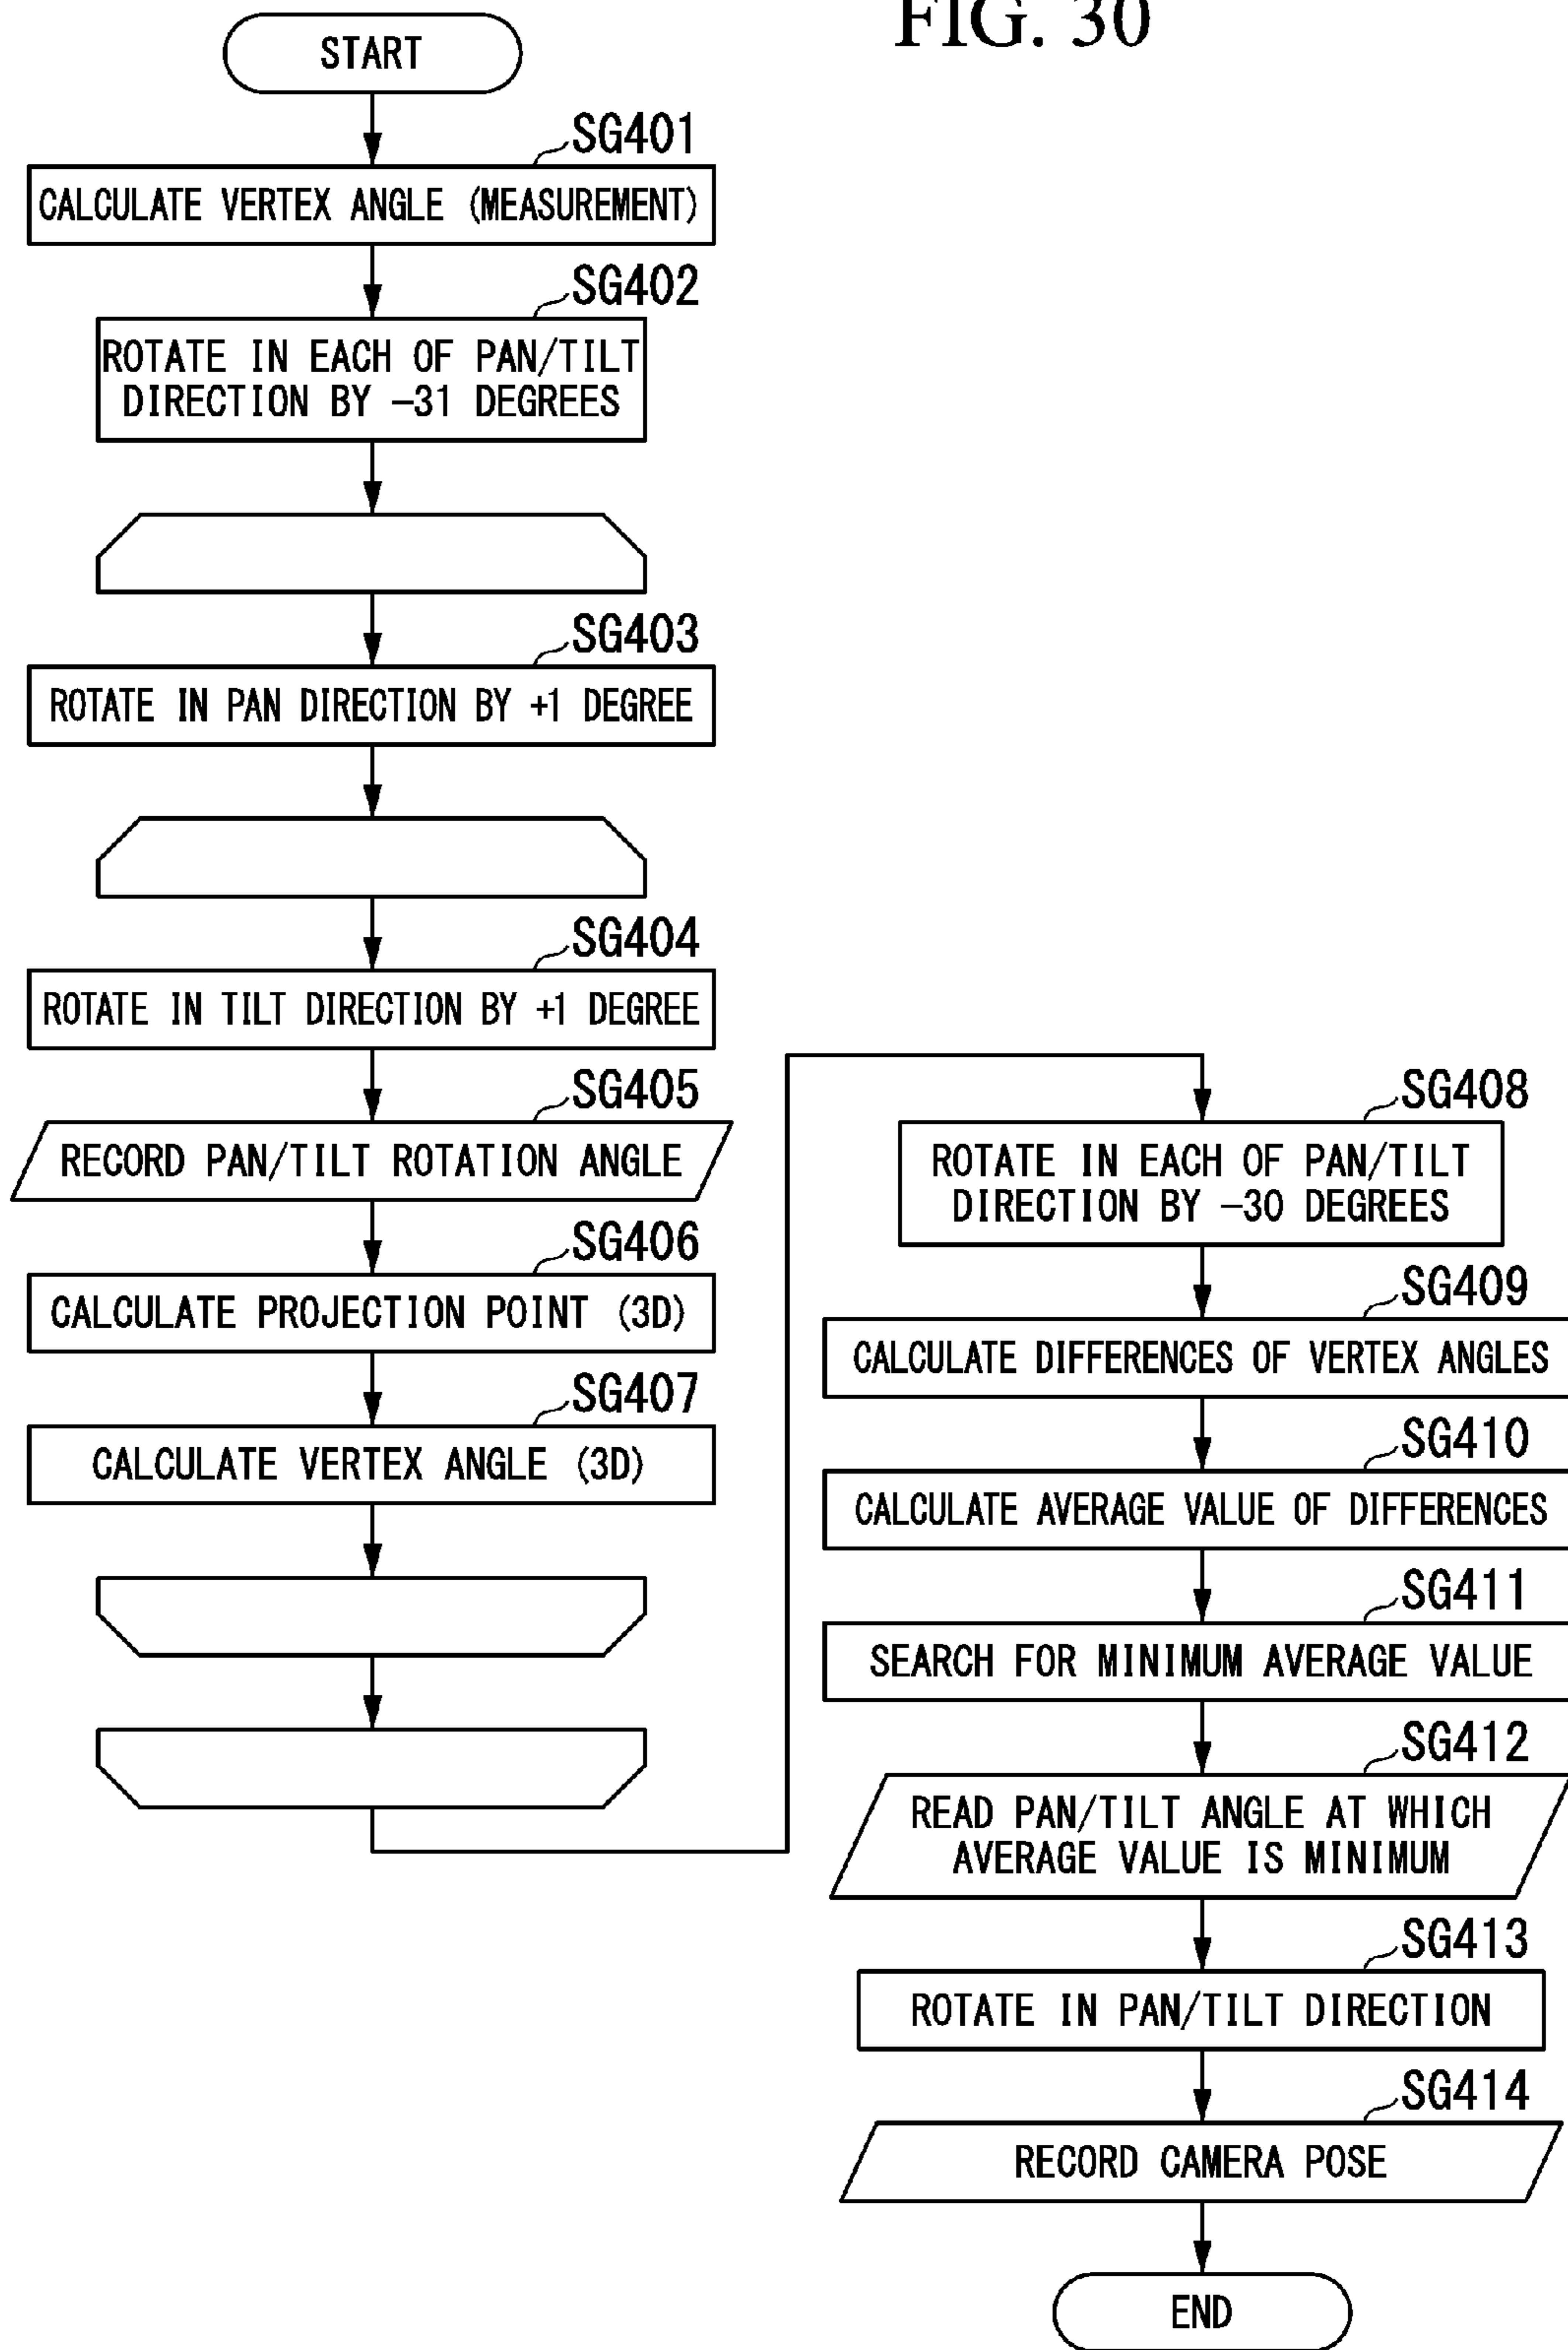 FIG. 30
START
SG401
CALCULATE VERTEX ANGLE (MEASUREMENT)
SG402
ROTATE IN EACH OF PAN/TILT
DIRECTION BY -31 DEGREES
SG403
ROTATE IN PAN DIRECTION BY +1 DEGREE
SG404
ROTATE IN TILT DIRECTION BY +1 DEGREE
SG405
RECORD PAN/TILT ROTATION ANGLE
SG406
CALCULATE PROJECTION POINT (3D)
SG407
CALCULATE VERTEX ANGLE (3D)
SG408
ROTATE IN EACH OF PAN/TILT
DIRECTION BY -30 DEGREES
SG409
CALCULATE DIFFERENCES OF VERTEX ANGLES
SG410
CALCULATE AVERAGE VALUE OF DIFFERENCES
SG411
SEARCH FOR MINIMUM AVERAGE VALUE
SG412
READ PAN/TILT ANGLE AT WHICH
AVERAGE VALUE IS MINIMUM
SG413
ROTATE IN PAN/TILT DIRECTION
SG414
RECORD CAMERA POSE
END